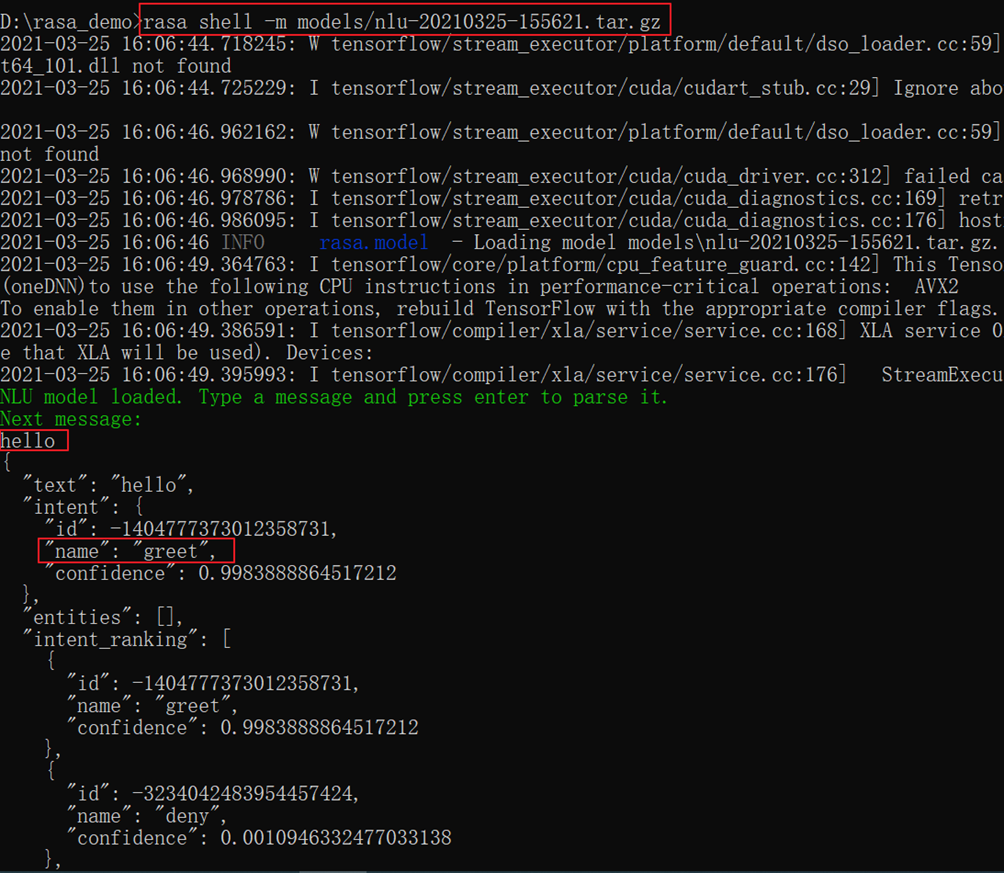 D:\rasa_demo>rasa shell -m models/nlu-20210325-155621.tar.gz
2021-03-25 16:06:44.718245: W tensorflow/stream_executor/platform/default/dso_loader.cc:59]
t64_101.dll not found
2021-03-25 16:06:44.725229: I tensorflow/stream_executor/cuda/cudart_stub.cc:29] Ignore abo
2021-03-25 16:06:46.962162: W tensorflow/stream_executor/platform/default/dso_loader.cc:59]
not found
2021-03-25 16:06:46.968990: W tensorflow/stream_executor/cuda/cuda_driver.cc:312] failed ca
2021-03-25 16:06:46.978786: I tensorflow/stream_executor/cuda/cuda_diagnostics.cc:169] retr
2021-03-25 16:06:46.986095: I tensorflow/stream_executor/cuda/cuda_diagnostics.cc:176] host
2021-03-25 16:06:46 INFO     rasa.model  - Loading model models\nlu-20210325-155621.tar.gz.
2021-03-25 16:06:49.364763: I tensorflow/core/platform/cpu_feature_guard.cc:142] This Tenso
(oneDNN)to use the following CPU instructions in performance-critical operations:  AVX2
To enable them in other operations, rebuild TensorFlow with the appropriate compiler flags.
2021-03-25 16:06:49.386591: I tensorflow/compiler/xla/service/service.cc:168] XLA service 0
e that XLA will be used). Devices:
2021-03-25 16:06:49.395993: I tensorflow/compiler/xla/service/service.cc:176]   StreamExecu
NLU model loaded. Type a message and press enter to parse it.
Next message:
hello
{
  "text": "hello",
  "intent": {
    "id": -1404777373012358731,
    "name": "greet",
    "confidence": 0.9983888864517212
  },
  "entities": [],
  "intent_ranking": [
    {
      "id": -1404777373012358731,
      "name": "greet",
      "confidence": 0.9983888864517212
    },
    {
      "id": -3234042483954457424,
      "name": "deny",
      "confidence": 0.0010946332477033138
    },